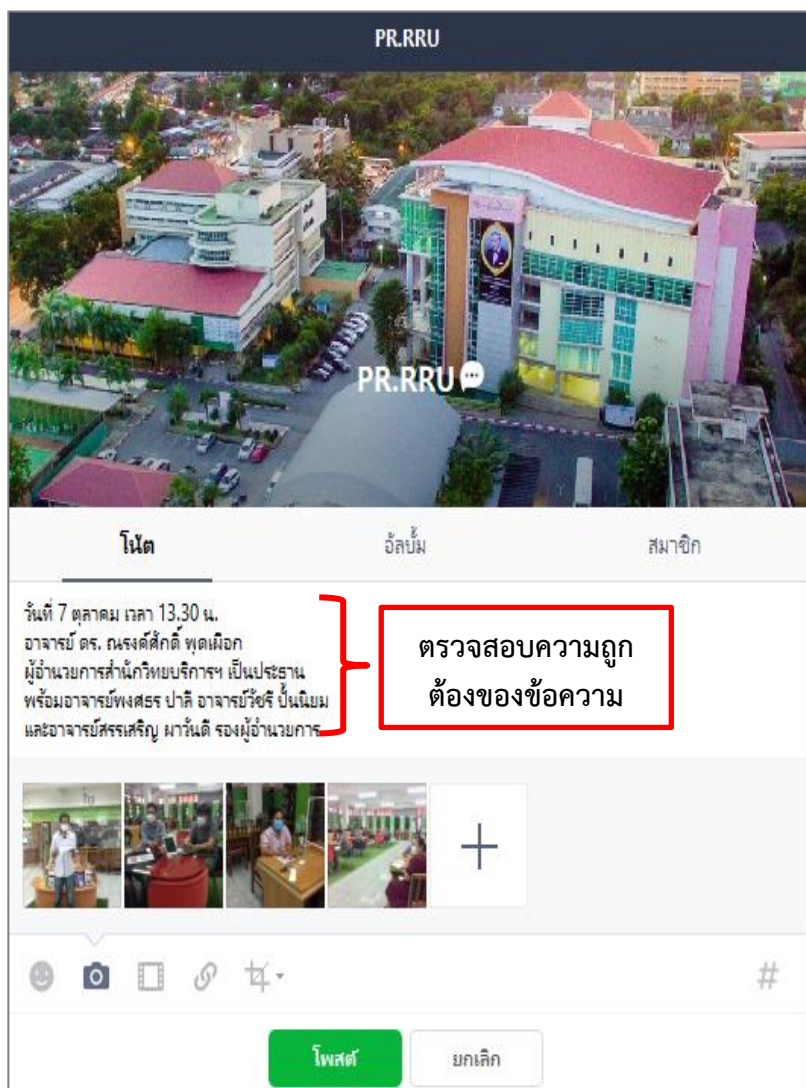 PR.RRU
PR.RRU
โน้ต อัลบั้ม สมาชิก
วันที่ 7 ตุลาคม เวลา 13.30 น.
อาจารย์ ดร. ณรงค์ศักดิ์ พุดเผือก
ผู้อำนวยการสำนักวิทยบริการฯ เป็นประธาน
พร้อมอาจารย์พงศธร ปาลี อาจารย์วัชรี ปั้นนิยม
และอาจารย์สรรเสริญ ผาวันดี รองผู้อำนวยการ
ตรวจสอบความถูก
ต้องของข้อความ
#
โพสต์ ยกเลิก